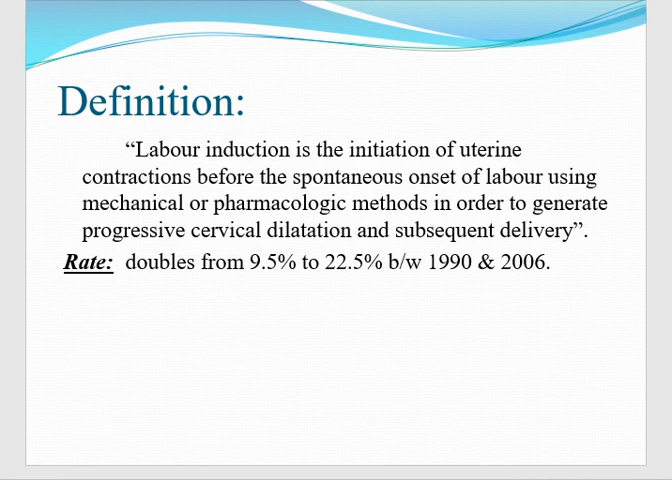 Definition:
“Labour induction is the initiation of uterine
contractions before the spontaneous onset of labour using
mechanical or pharmacologic methods in order to generate
progressive cervical dilatation and subsequent delivery”.
Rate: doubles from 9.5% to 22.5% b/w 1990 & 2006.